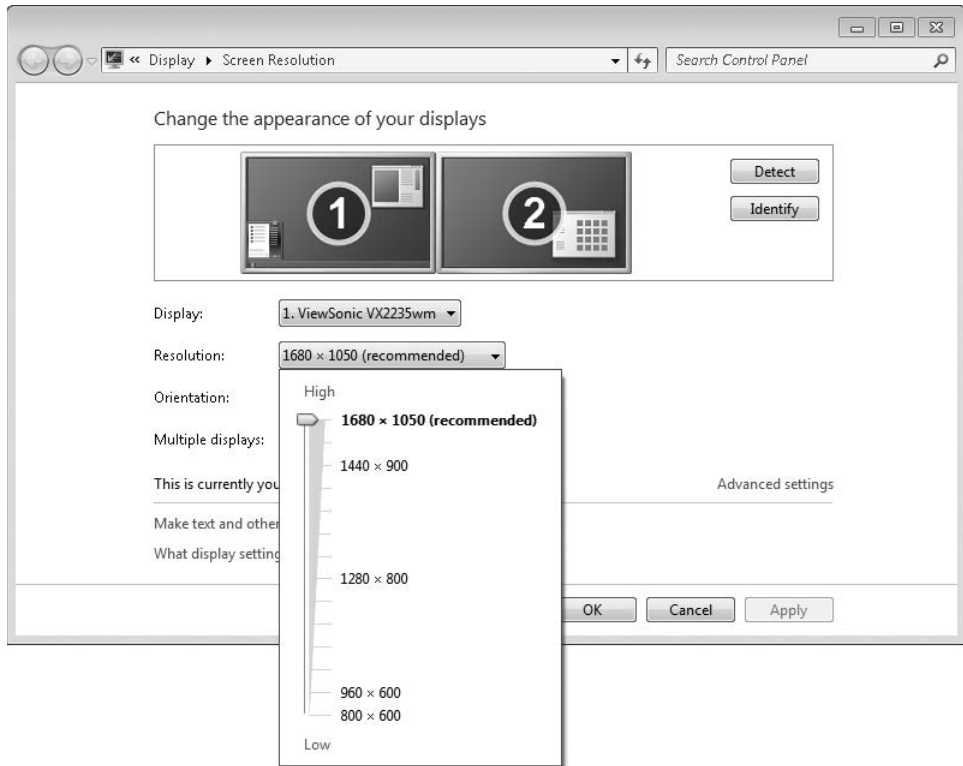 « Display ▸ Screen Resolution
Search Control Panel
Change the appearance of your displays
1
2
Detect
Identify
Display: 1. ViewSonic VX2235wm
Resolution: 1680 × 1050 (recommended)
Orientation:
High
1680 × 1050 (recommended)
Multiple displays:
1440 × 900
This is currently you
Advanced settings
Make text and other
What display setting
1280 × 800
OK Cancel Apply
960 × 600
800 × 600
Low